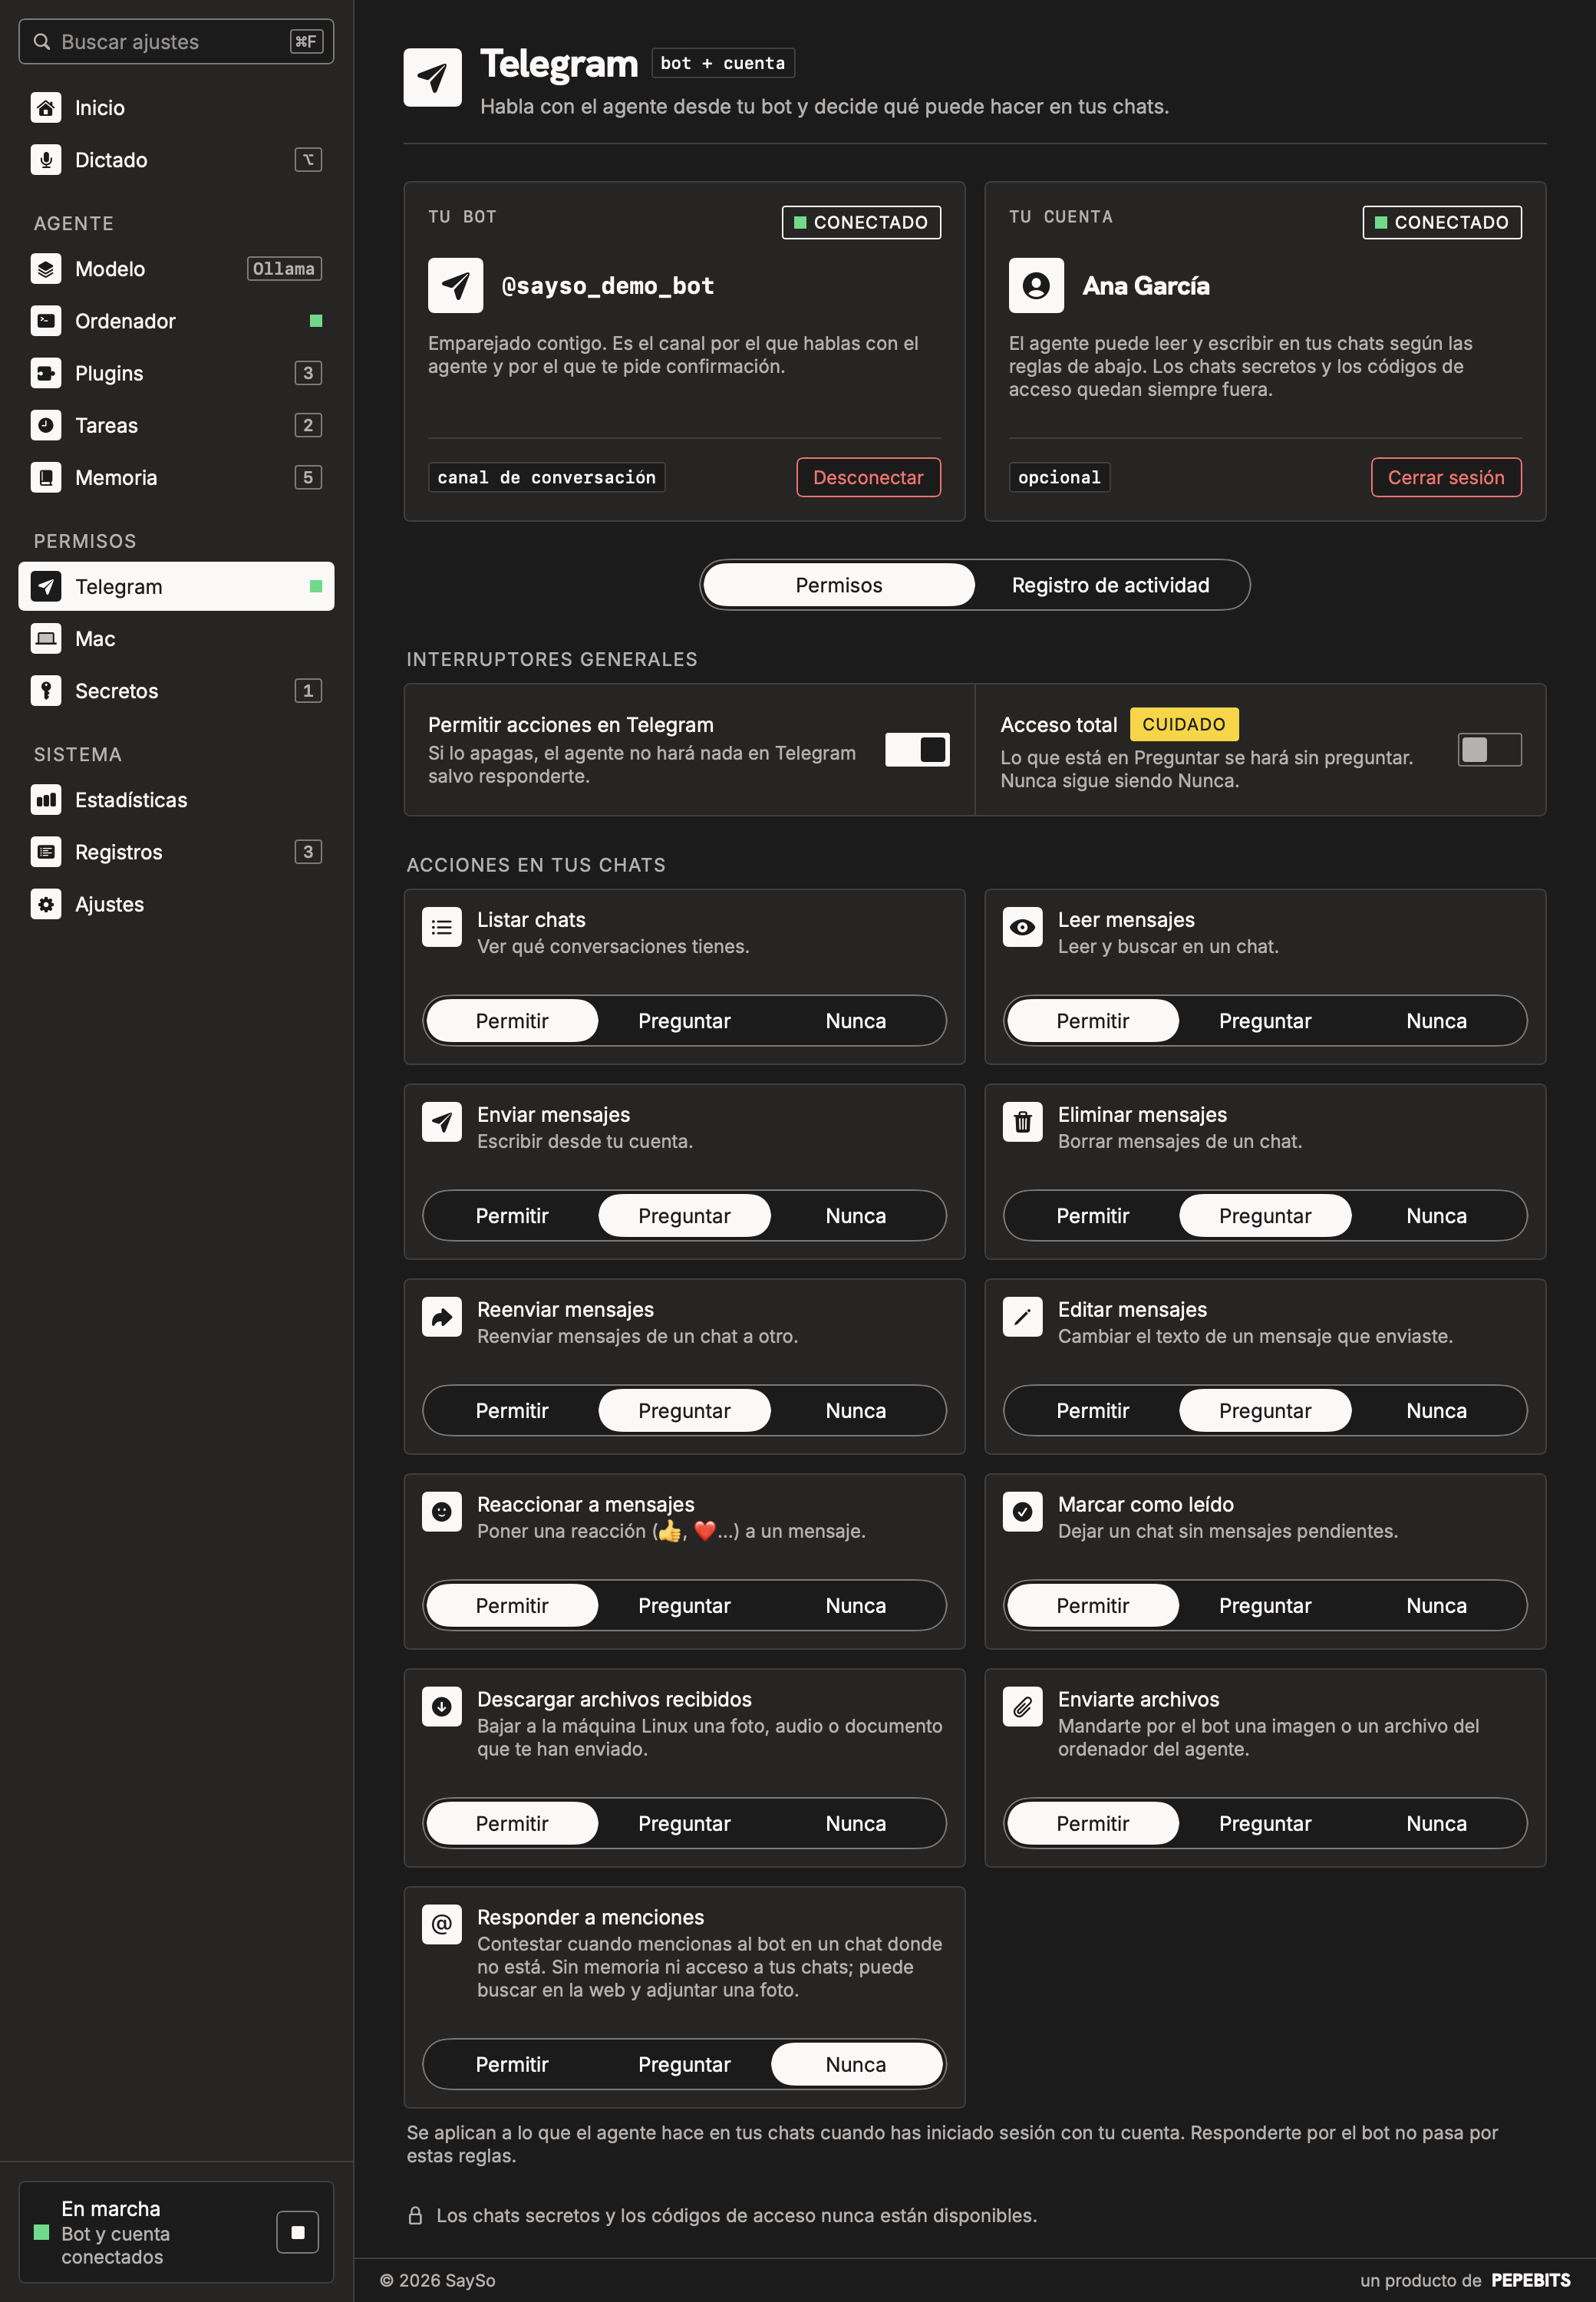 Buscar ajustes ⌘F
Inicio
Dictado ⌥
AGENTE
Modelo Ollama
Ordenador
Plugins 3
Tareas 2
Memoria 5
PERMISOS
Telegram
Mac
Secretos 1
SISTEMA
Estadísticas
Registros 3
Ajustes
En marcha
Bot y cuenta
conectados
Telegram bot + cuenta
Habla con el agente desde tu bot y decide qué puede hacer en tus chats.
TU BOT CONECTADO
@sayso_demo_bot
Emparejado contigo. Es el canal por el que hablas con el
agente y por el que te pide confirmación.
canal de conversación Desconectar
TU CUENTA CONECTADO
Ana García
El agente puede leer y escribir en tus chats según las
reglas de abajo. Los chats secretos y los códigos de
acceso quedan siempre fuera.
opcional Cerrar sesión
Permisos Registro de actividad
INTERRUPTORES GENERALES
Permitir acciones en Telegram
Si lo apagas, el agente no hará nada en Telegram
salvo responderte.
Acceso total CUIDADO
Lo que está en Preguntar se hará sin preguntar.
Nunca sigue siendo Nunca.
ACCIONES EN TUS CHATS
Listar chats
Ver qué conversaciones tienes.
Permitir Preguntar Nunca
Leer mensajes
Leer y buscar en un chat.
Permitir Preguntar Nunca
Enviar mensajes
Escribir desde tu cuenta.
Permitir Preguntar Nunca
Eliminar mensajes
Borrar mensajes de un chat.
Permitir Preguntar Nunca
Reenviar mensajes
Reenviar mensajes de un chat a otro.
Permitir Preguntar Nunca
Editar mensajes
Cambiar el texto de un mensaje que enviaste.
Permitir Preguntar Nunca
Reaccionar a mensajes
Poner una reacción (👍, ❤️...) a un mensaje.
Permitir Preguntar Nunca
Marcar como leído
Dejar un chat sin mensajes pendientes.
Permitir Preguntar Nunca
Descargar archivos recibidos
Bajar a la máquina Linux una foto, audio o documento
que te han enviado.
Permitir Preguntar Nunca
Enviarte archivos
Mandarte por el bot una imagen o un archivo del
ordenador del agente.
Permitir Preguntar Nunca
@ Responder a menciones
Contestar cuando mencionas al bot en un chat donde
no está. Sin memoria ni acceso a tus chats; puede
buscar en la web y adjuntar una foto.
Permitir Preguntar Nunca
Se aplican a lo que el agente hace en tus chats cuando has iniciado sesión con tu cuenta. Responderte por el bot no pasa por
estas reglas.
Los chats secretos y los códigos de acceso nunca están disponibles.
© 2026 SaySo
un producto de PEPEBITS